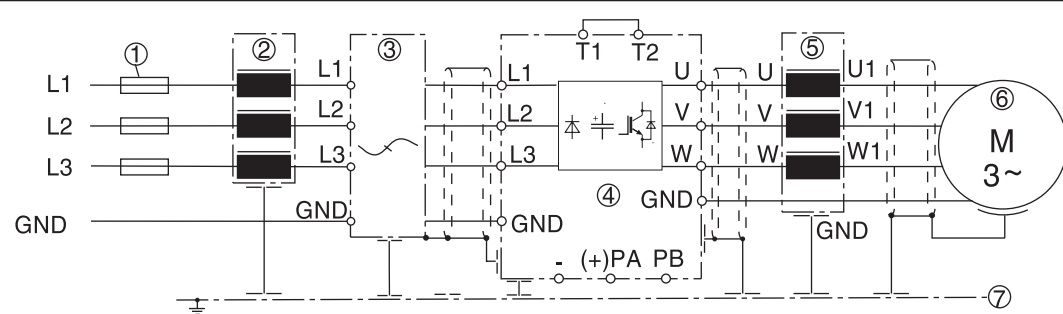 ① ② ③ T1 T2 ⑤
L1 L1 L1 U U U1 ⑥
L2 L2 L2 V V V1 M
L3 L3 L3 W W W1 3~
④
GND GND GND GND GND
- (+)PA PB
⑦